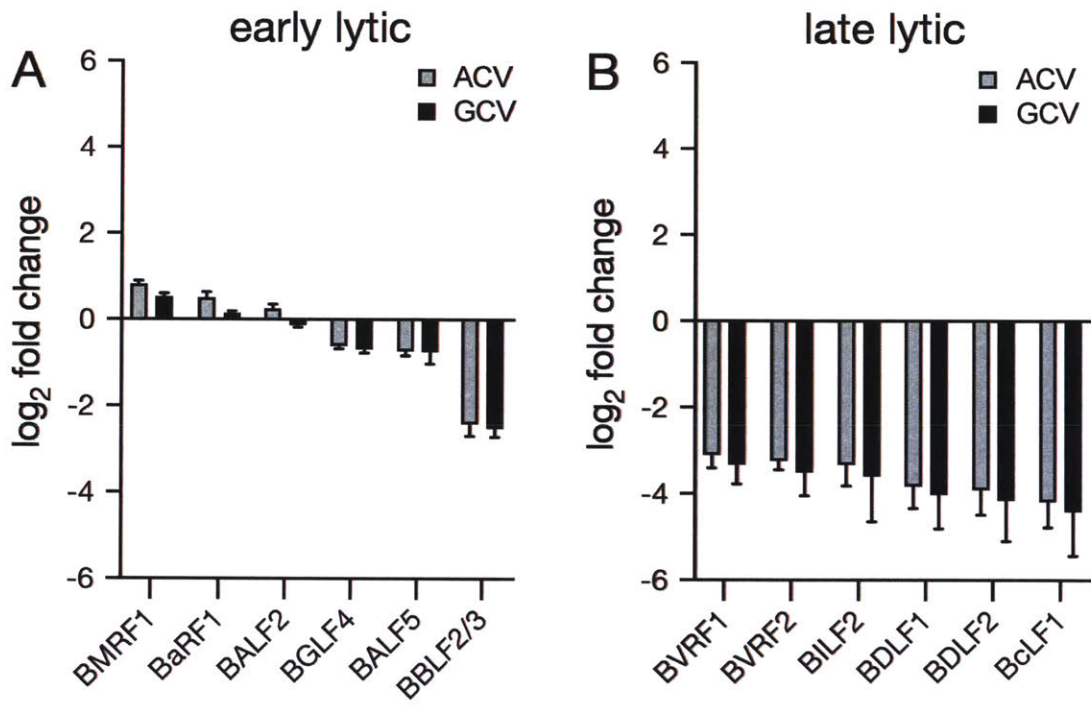 A
early lytic
ACV
GCV
log2 fold change
6
4
2
0
-2
-4
-6
BMRF1
BaRF1
BALF2
BGLF4
BALF5
BBLF2/3
B
late lytic
ACV
GCV
log2 fold change
6
4
2
0
-2
-4
-6
BVRF1
BVRF2
BILF2
BDLF1
BDLF2
BcLF1